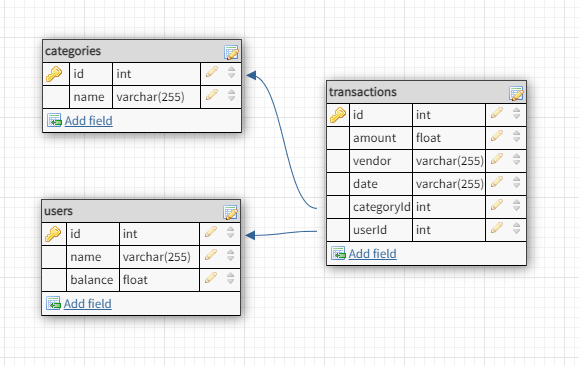 categories
id int
name varchar(255)
Add field
users
id int
name varchar(255)
balance float
Add field
transactions
id int
amount float
vendor varchar(255)
date varchar(255)
categoryId int
userId int
Add field